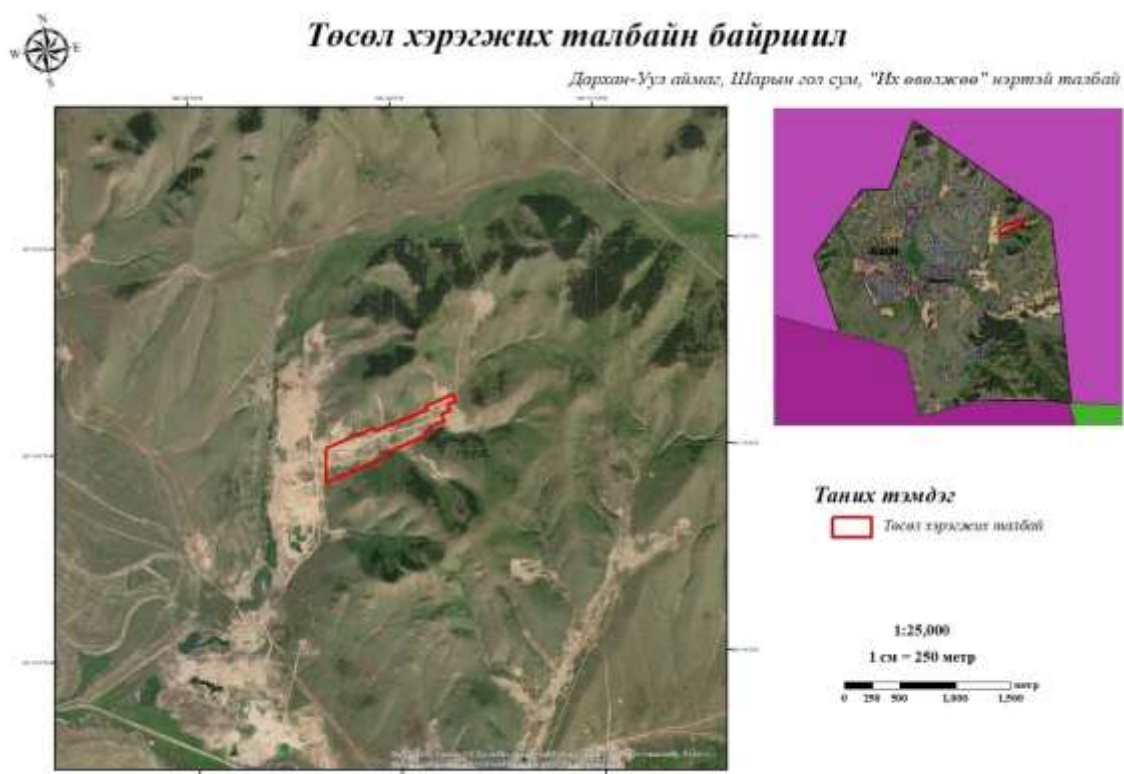 Төсөл хэрэгжих талбайн байршил
Дархан-Уул аймаг, Шарын гол сум, "Их өвөлжөө" нэртэй талбай
N
W
E
S
Таних тэмдэг
Төсөл хэрэгжих талбай
1:25,000
1 см = 250 метр
метр
0 250 500 1,000 1,500